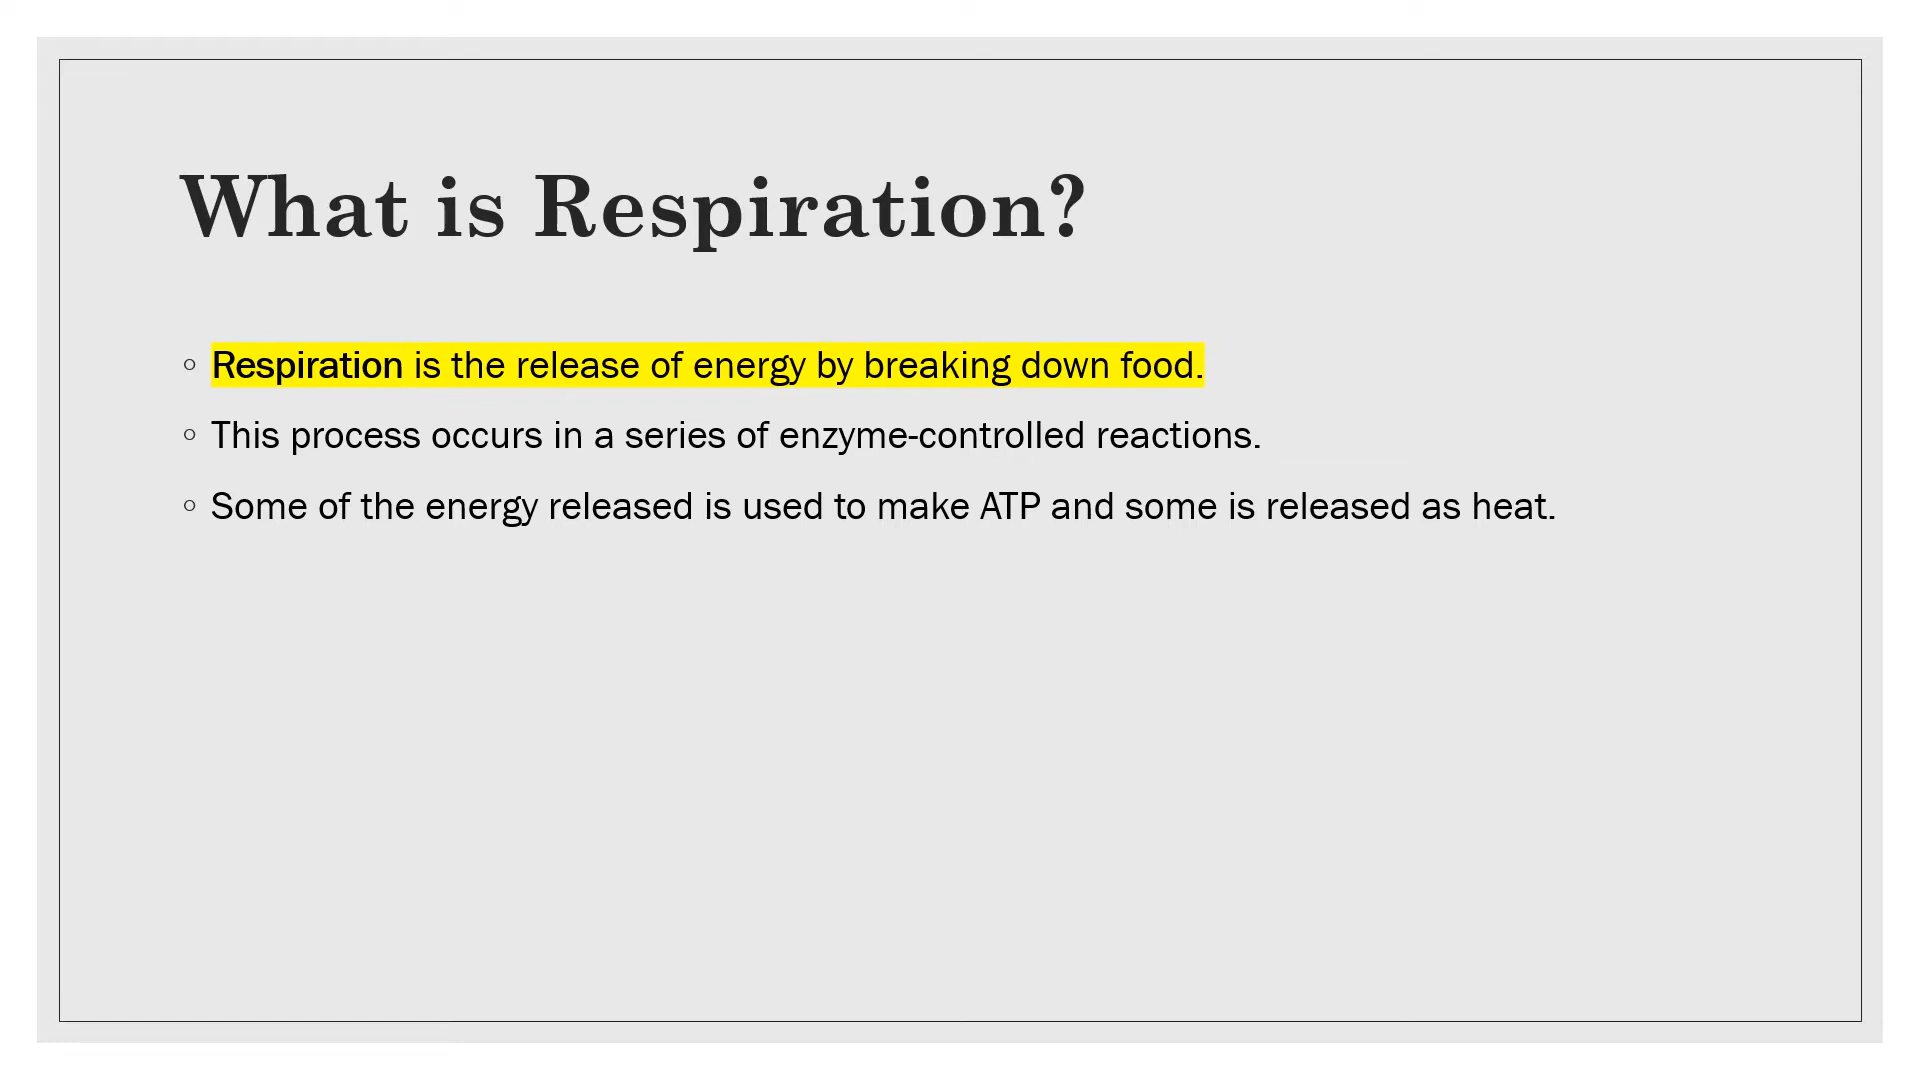 What is Respiration?
◦ Respiration is the release of energy by breaking down food.
◦ This process occurs in a series of enzyme-controlled reactions.
◦ Some of the energy released is used to make ATP and some is released as heat.